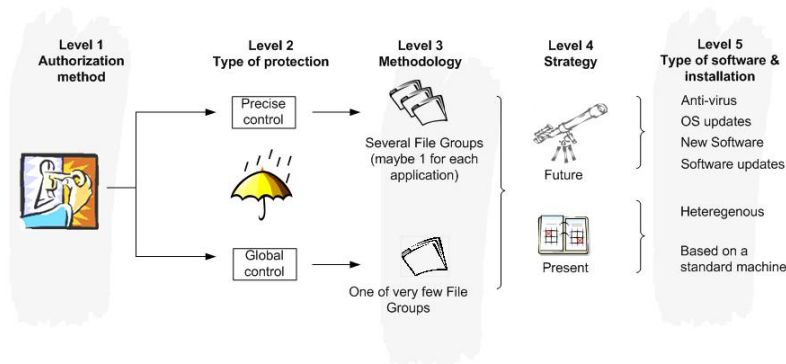 Level 1
Authorization
method
Level 2
Type of protection
Level 3
Methodology
Level 4
Strategy
Level 5
Type of software &
installation
Precise
control
Several File Groups
(maybe 1 for each
application)
Global
control
One of very few File
Groups
Future
Present
Anti-virus
OS updates
New Software
Software updates
Heteregenous
Based on a
standard machine